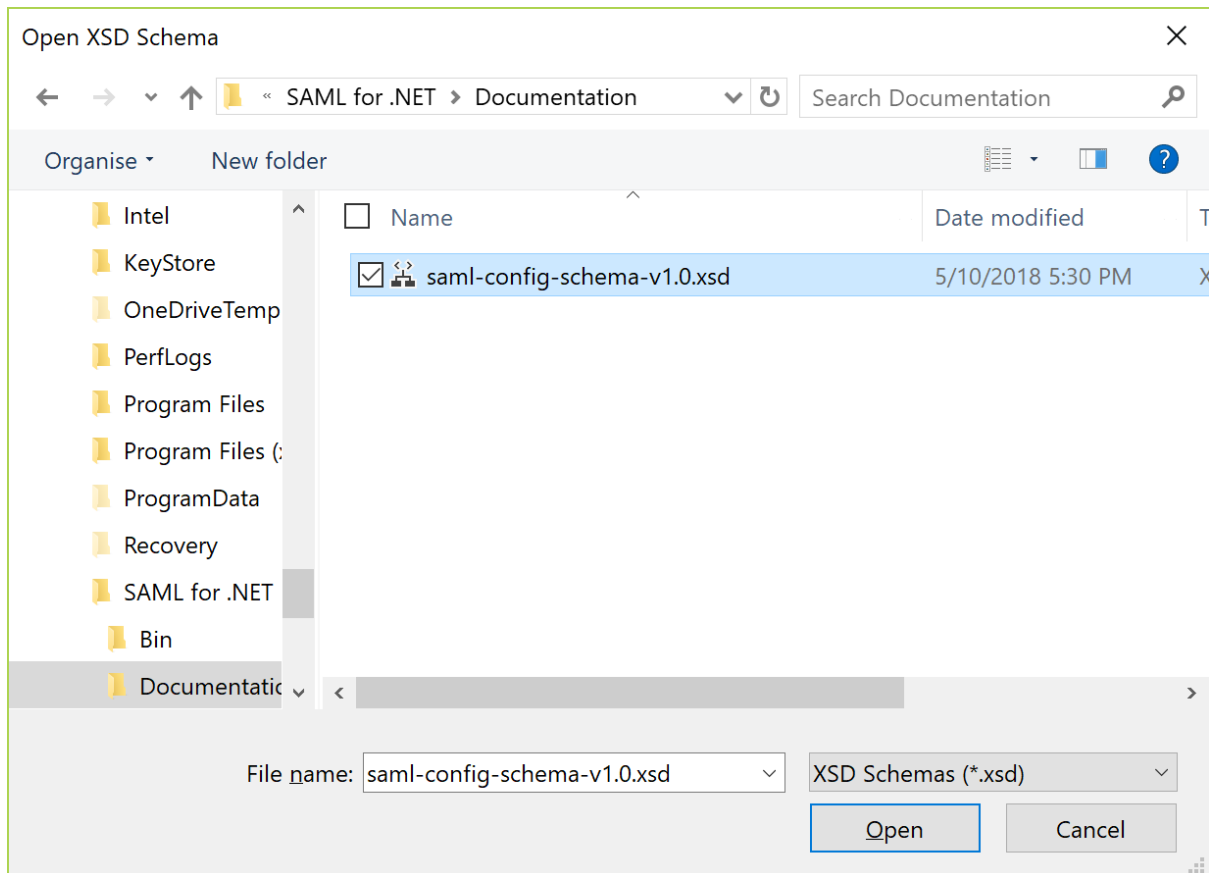 Open XSD Schema
« SAML for .NET > Documentation
Search Documentation
Organise
New folder
?
Name
Date modified
T
saml-config-schema-v1.0.xsd
5/10/2018 5:30 PM
X
Intel
KeyStore
OneDriveTemp
PerfLogs
Program Files
Program Files (x
ProgramData
Recovery
SAML for .NET
Bin
Documentatic
File name:
saml-config-schema-v1.0.xsd
XSD Schemas (*.xsd)
Open
Cancel